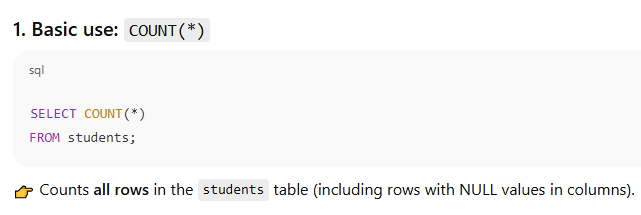 1. Basic use: COUNT(*)
sql
SELECT COUNT(*)
FROM students;
👉 Counts all rows in the students table (including rows with NULL values in columns).